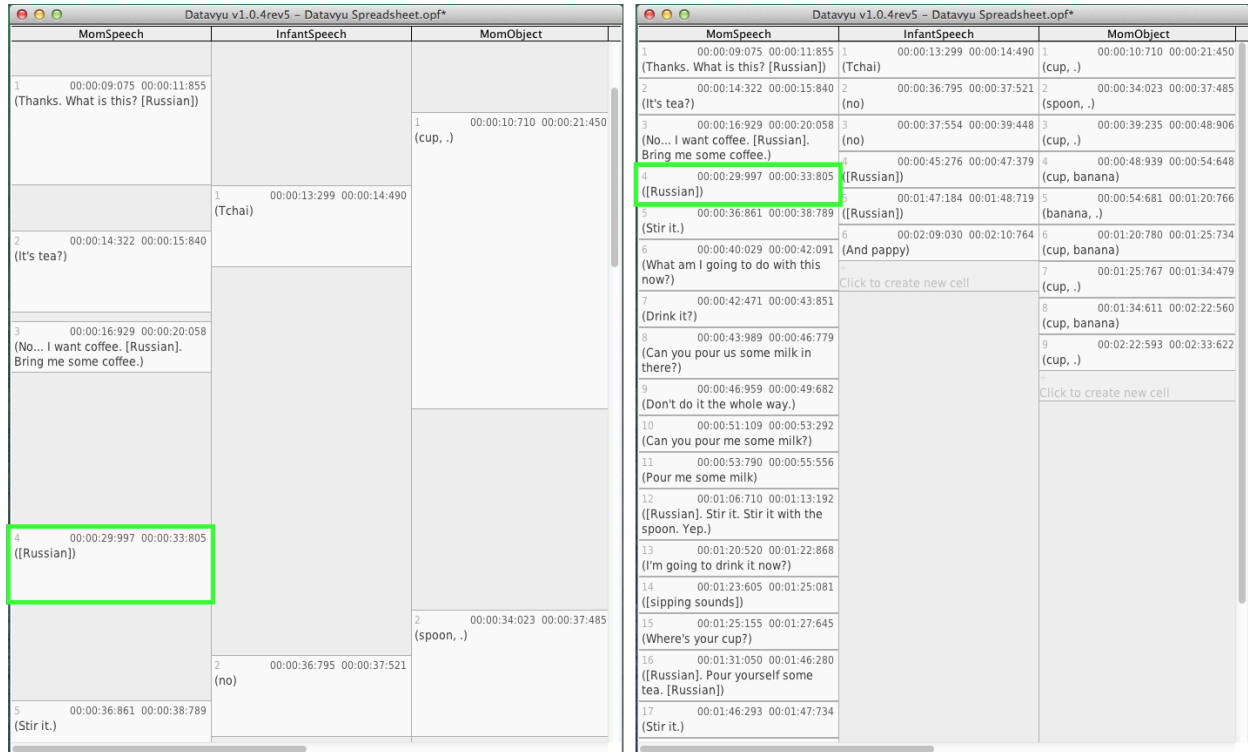 Datavyu v1.0.4rev5 – Datavyu Spreadsheet.opf*
MomSpeech InfantSpeech MomObject
1 00:00:09:075 00:00:11:855
(Thanks. What is this? [Russian])
2 00:00:14:322 00:00:15:840
(It's tea?)
3 00:00:16:929 00:00:20:058
(No... I want coffee. [Russian].
Bring me some coffee.)
4 00:00:29:997 00:00:33:805
([Russian])
5 00:00:36:861 00:00:38:789
(Stir it.)
1 00:00:13:299 00:00:14:490
(Tchai)
2 00:00:36:795 00:00:37:521
(no)
1 00:00:10:710 00:00:21:450
(cup, .)
2 00:00:34:023 00:00:37:485
(spoon, .)
Datavyu v1.0.4rev5 – Datavyu Spreadsheet.opf*
MomSpeech InfantSpeech MomObject
1 00:00:09:075 00:00:11:855
(Thanks. What is this? [Russian])
2 00:00:14:322 00:00:15:840
(It's tea?)
3 00:00:16:929 00:00:20:058
(No... I want coffee. [Russian].
Bring me some coffee.)
4 00:00:29:997 00:00:33:805
([Russian])
5 00:00:36:861 00:00:38:789
(Stir it.)
6 00:00:40:029 00:00:42:091
(What am I going to do with this
now?)
7 00:00:42:471 00:00:43:851
(Drink it?)
8 00:00:43:989 00:00:46:779
(Can you pour us some milk in
there?)
9 00:00:46:959 00:00:49:682
(Don't do it the whole way.)
10 00:00:51:109 00:00:53:292
(Can you pour me some milk?)
11 00:00:53:790 00:00:55:556
(Pour me some milk)
12 00:01:06:710 00:01:13:192
([Russian]. Stir it. Stir it with the
spoon. Yep.)
13 00:01:20:520 00:01:22:868
(I'm going to drink it now?)
14 00:01:23:605 00:01:25:081
([sipping sounds])
15 00:01:25:155 00:01:27:645
(Where's your cup?)
16 00:01:31:050 00:01:46:280
([Russian]. Pour yourself some
tea. [Russian])
17 00:01:46:293 00:01:47:734
(Stir it.)
1 00:00:13:299 00:00:14:490
(Tchai)
2 00:00:36:795 00:00:37:521
(no)
3 00:00:37:554 00:00:39:448
(no)
4 00:00:45:276 00:00:47:379
([Russian])
5 00:01:47:184 00:01:48:719
([Russian])
6 00:02:09:030 00:02:10:764
(And pappy)
+
Click to create new cell
1 00:00:10:710 00:00:21:450
(cup, .)
2 00:00:34:023 00:00:37:485
(spoon, .)
3 00:00:39:235 00:00:48:906
(cup, .)
4 00:00:48:939 00:00:54:648
(cup, banana)
5 00:00:54:681 00:01:20:766
(banana, .)
6 00:01:20:780 00:01:25:734
(cup, banana)
7 00:01:25:767 00:01:34:479
(cup, .)
8 00:01:34:611 00:02:22:560
(cup, banana)
9 00:02:22:593 00:02:33:622
(cup, .)
+
Click to create new cell